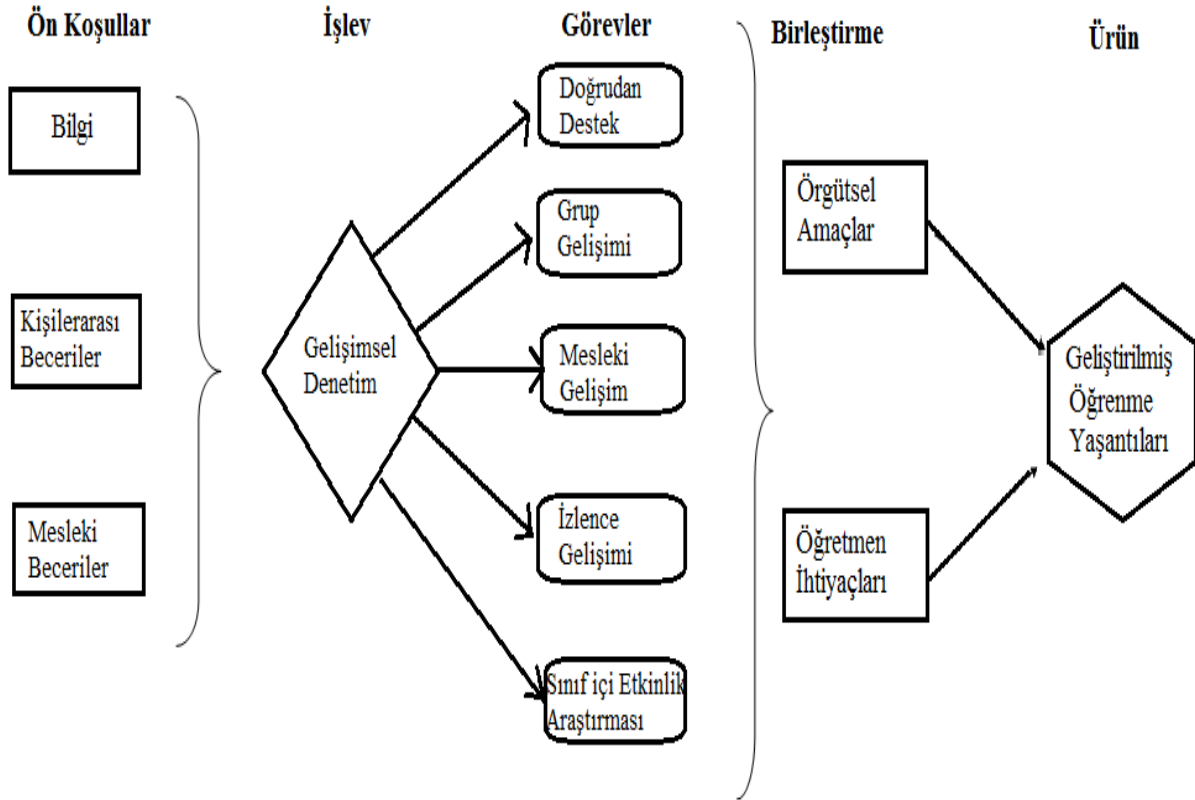 Ön Koşullar
İşlev
Görevler
Birleştirme
Ürün
Bilgi
Kişilerarası
Beceriler
Mesleki
Beceriler
Gelişimsel
Denetim
Doğrudan
Destek
Grup
Gelişimi
Mesleki
Gelişim
İzlence
Gelişimi
Sınıf içi Etkinlik
Araştırması
Örgütsel
Amaçlar
Öğretmen
İhtiyaçları
Geliştirilmiş
Öğrenme
Yaşantıları